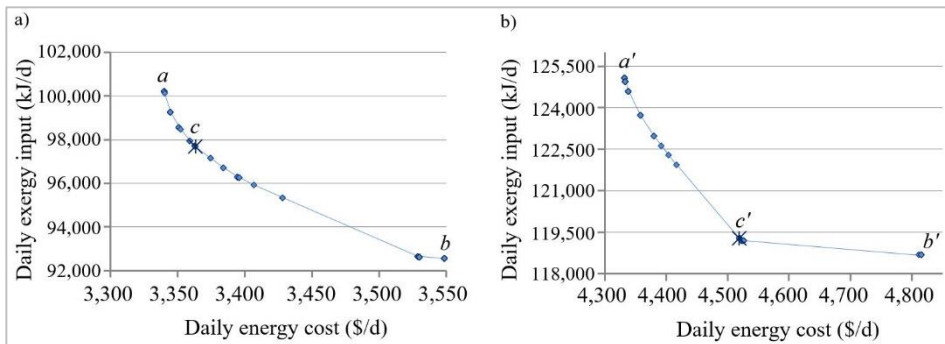 a)
Daily exergy input (kJ/d)
102,000
100,000
98,000
96,000
94,000
92,000
a
c
b
3,300 3,350 3,400 3,450 3,500 3,550
Daily energy cost ($/d)
b)
Daily exergy input (kJ/d)
125,500
124,000
122,500
121,000
119,500
118,000
a'
c'
b'
4,300 4,400 4,500 4,600 4,700 4,800
Daily energy cost ($/d)